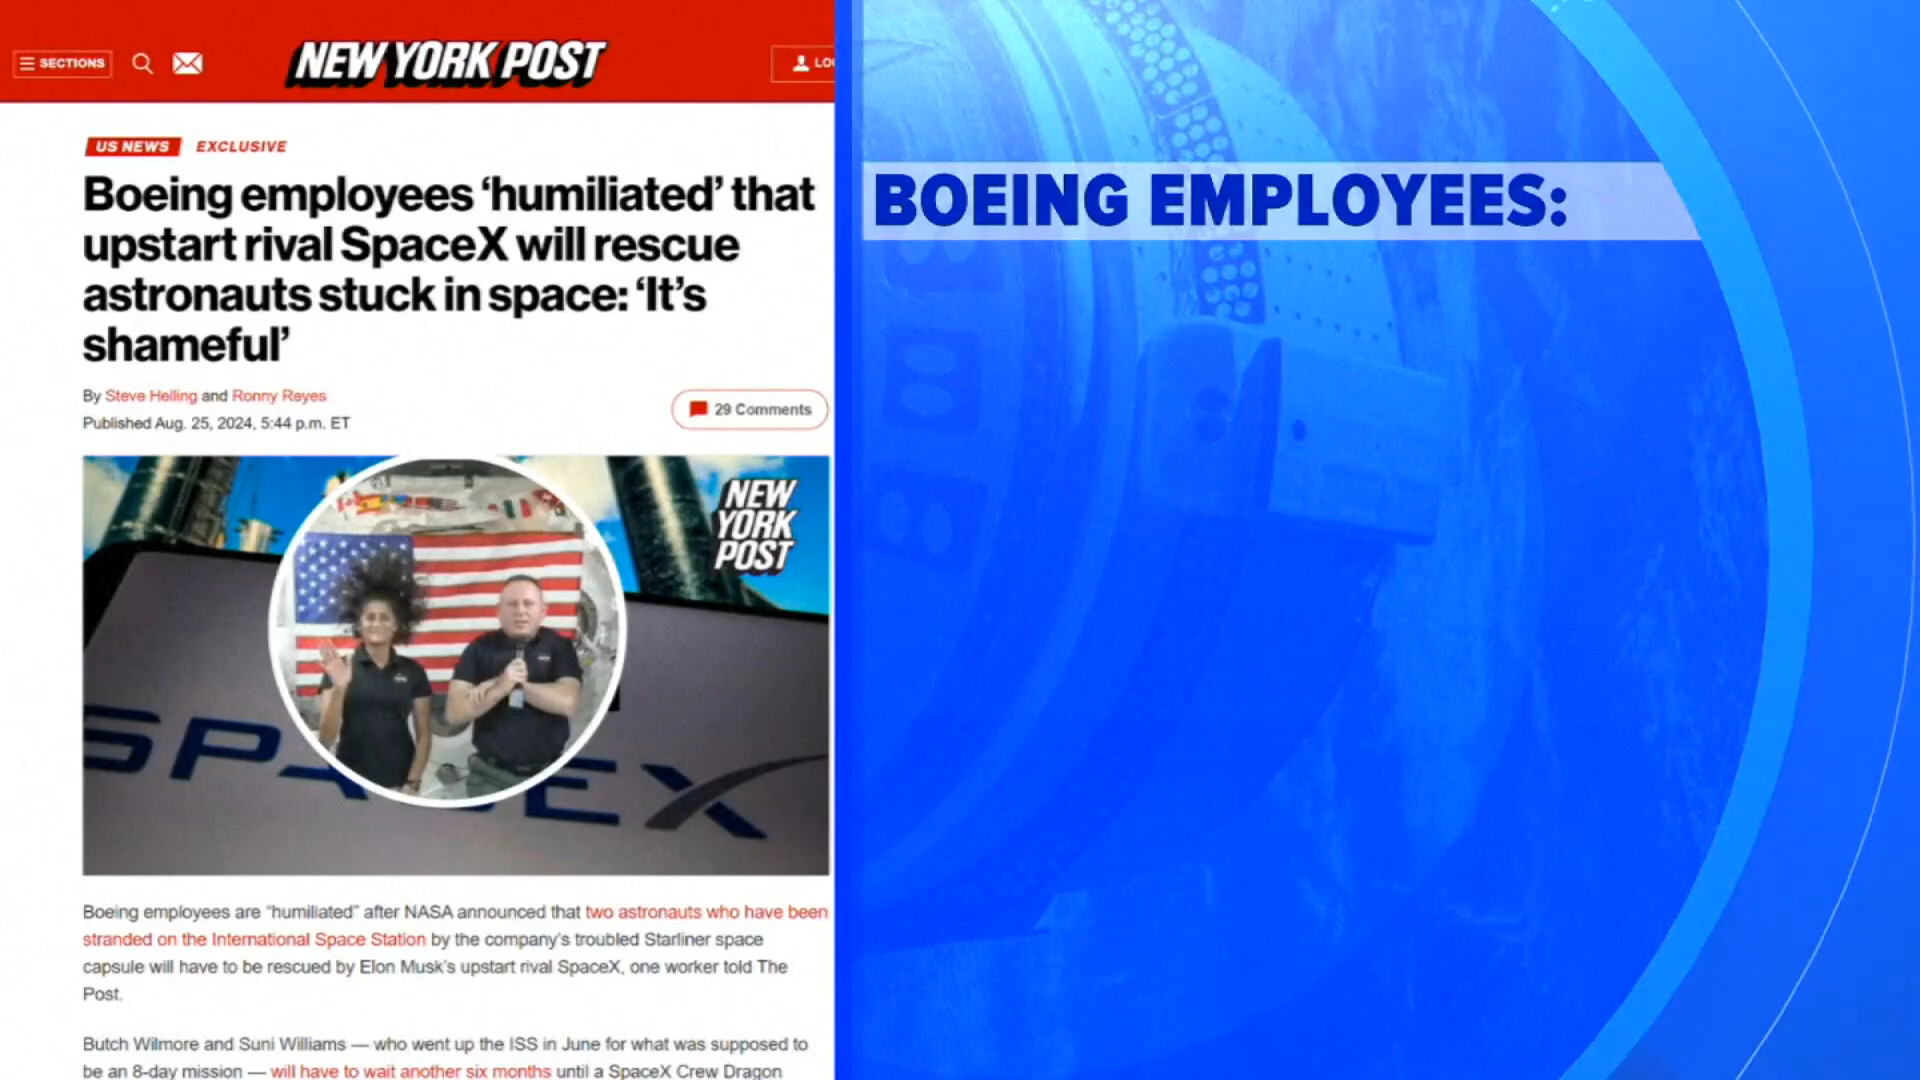 SECTIONS
NEW YORK POST
LO
US NEWS EXCLUSIVE
Boeing employees ‘humiliated’ that
upstart rival SpaceX will rescue
astronauts stuck in space: ‘It’s
shameful’
By Steve Helling and Ronny Reyes
Published Aug. 25, 2024, 5:44 p.m. ET
29 Comments
NEW
YORK
POST
SPACEX
Boeing employees are “humiliated” after NASA announced that two astronauts who have been
stranded on the International Space Station by the company’s troubled Starliner space
capsule will have to be rescued by Elon Musk’s upstart rival SpaceX, one worker told The
Post.
Butch Wilmore and Suni Williams — who went up the ISS in June for what was supposed to
be an 8-day mission — will have to wait another six months until a SpaceX Crew Dragon
BOEING EMPLOYEES: